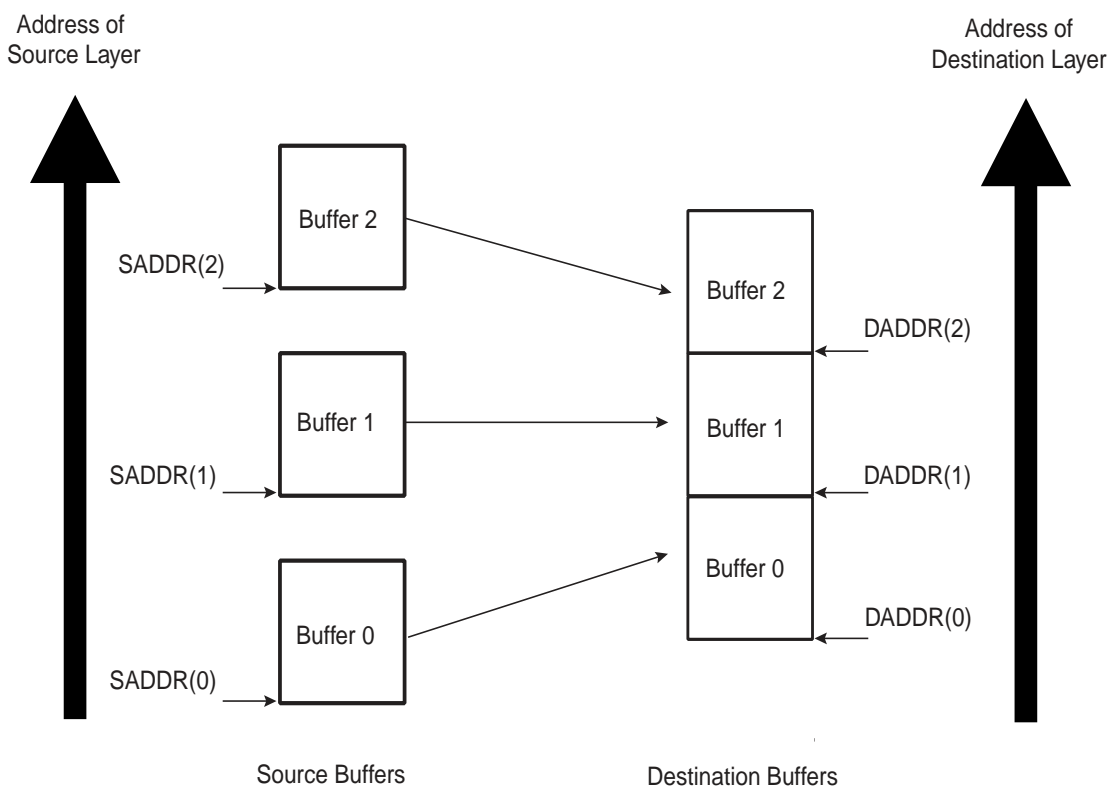 Address of
Source Layer
Address of
Destination Layer
Buffer 2
SADDR(2)
Buffer 2
DADDR(2)
Buffer 1
Buffer 1
SADDR(1)
DADDR(1)
Buffer 0
Buffer 0
DADDR(0)
SADDR(0)
Source Buffers
Destination Buffers